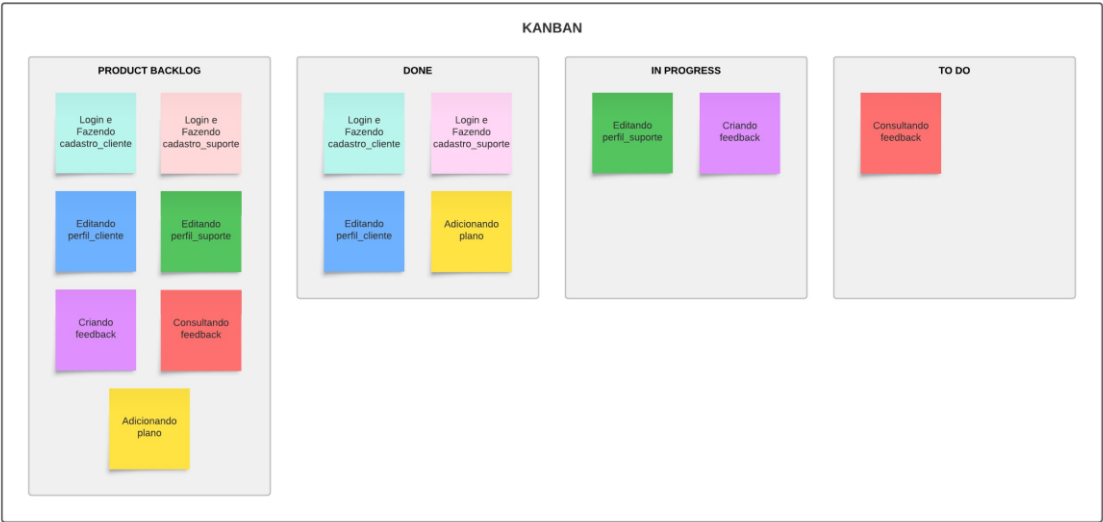 KANBAN
PRODUCT BACKLOG
Login e
Fazendo
cadastro_cliente
Login e
Fazendo
cadastro_suporte
Editando
perfil_cliente
Editando
perfil_suporte
Criando
feedback
Consultando
feedback
Adicionando
plano
DONE
Login e
Fazendo
cadastro_cliente
Login e
Fazendo
cadastro_suporte
Editando
perfil_cliente
Adicionando
plano
IN PROGRESS
Editando
perfil_suporte
Criando
feedback
TO DO
Consultando
feedback